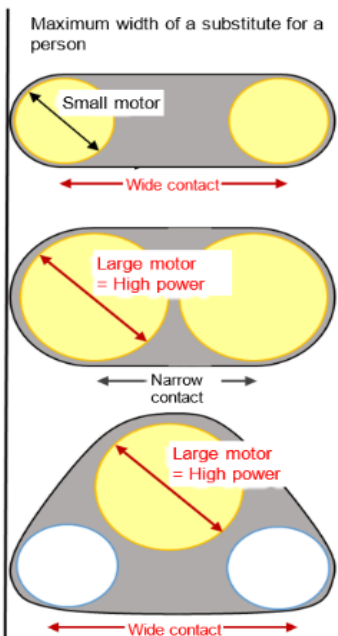 Maximum width of a substitute for a
person
Small motor
Wide contact
Large motor
= High power
Narrow
contact
Large motor
= High power
Wide contact